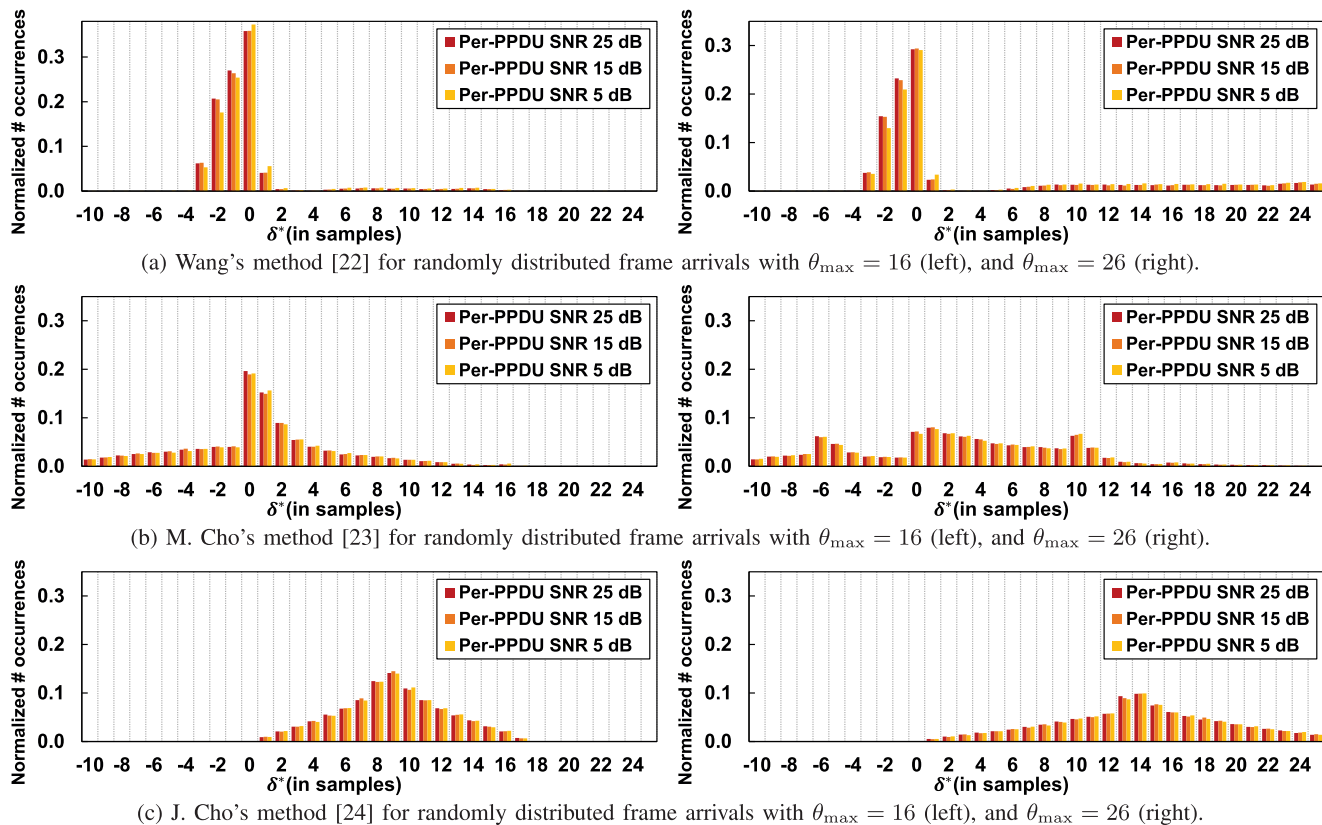 Normalized # occurrences
0.3
0.2
0.1
0.0
Per-PPDU SNR 25 dB
Per-PPDU SNR 15 dB
Per-PPDU SNR 5 dB
-10 -8 -6 -4 -2 0 2 4 6 8 10 12 14 16 18 20 22 24
δ*(in samples)
Normalized # occurrences
0.3
0.2
0.1
0.0
Per-PPDU SNR 25 dB
Per-PPDU SNR 15 dB
Per-PPDU SNR 5 dB
-10 -8 -6 -4 -2 0 2 4 6 8 10 12 14 16 18 20 22 24
δ*(in samples)
(a) Wang's method [22] for randomly distributed frame arrivals with θmax = 16 (left), and θmax = 26 (right).
Normalized # occurrences
0.3
0.2
0.1
0.0
Per-PPDU SNR 25 dB
Per-PPDU SNR 15 dB
Per-PPDU SNR 5 dB
-10 -8 -6 -4 -2 0 2 4 6 8 10 12 14 16 18 20 22 24
δ*(in samples)
Normalized # occurrences
0.3
0.2
0.1
0.0
Per-PPDU SNR 25 dB
Per-PPDU SNR 15 dB
Per-PPDU SNR 5 dB
-10 -8 -6 -4 -2 0 2 4 6 8 10 12 14 16 18 20 22 24
δ*(in samples)
(b) M. Cho's method [23] for randomly distributed frame arrivals with θmax = 16 (left), and θmax = 26 (right).
Normalized # occurrences
0.3
0.2
0.1
0.0
Per-PPDU SNR 25 dB
Per-PPDU SNR 15 dB
Per-PPDU SNR 5 dB
-10 -8 -6 -4 -2 0 2 4 6 8 10 12 14 16 18 20 22 24
δ*(in samples)
Normalized # occurrences
0.3
0.2
0.1
0.0
Per-PPDU SNR 25 dB
Per-PPDU SNR 15 dB
Per-PPDU SNR 5 dB
-10 -8 -6 -4 -2 0 2 4 6 8 10 12 14 16 18 20 22 24
δ*(in samples)
(c) J. Cho's method [24] for randomly distributed frame arrivals with θmax = 16 (left), and θmax = 26 (right).